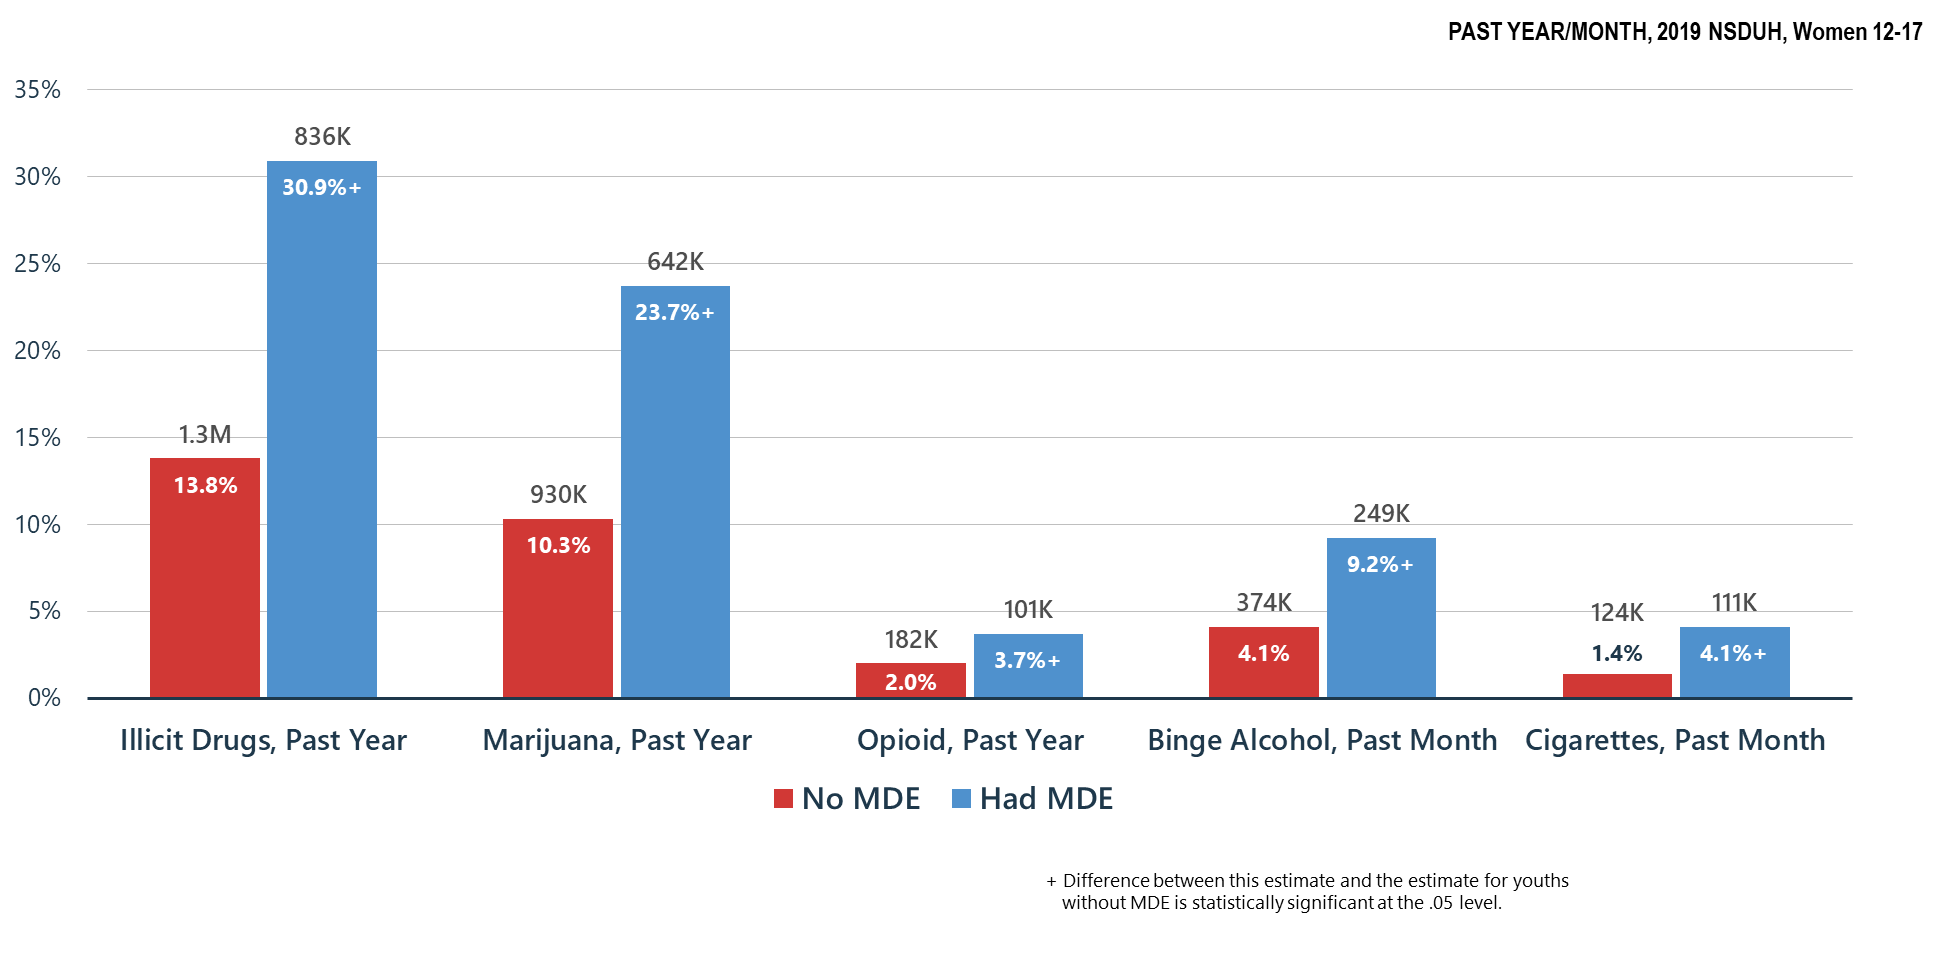 PAST YEAR/MONTH, 2019 NSDUH, Women 12-17
35%
30%
25%
20%
15%
10%
5%
0%
836K
30.9%+
1.3M
13.8%
642K
23.7%+
930K
10.3%
182K
2.0%
101K
3.7%+
374K
4.1%
249K
9.2%+
124K
1.4%
111K
4.1%+
Illicit Drugs, Past Year
Marijuana, Past Year
Opioid, Past Year
Binge Alcohol, Past Month
Cigarettes, Past Month
No MDE
Had MDE
+ Difference between this estimate and the estimate for youths
without MDE is statistically significant at the .05 level.